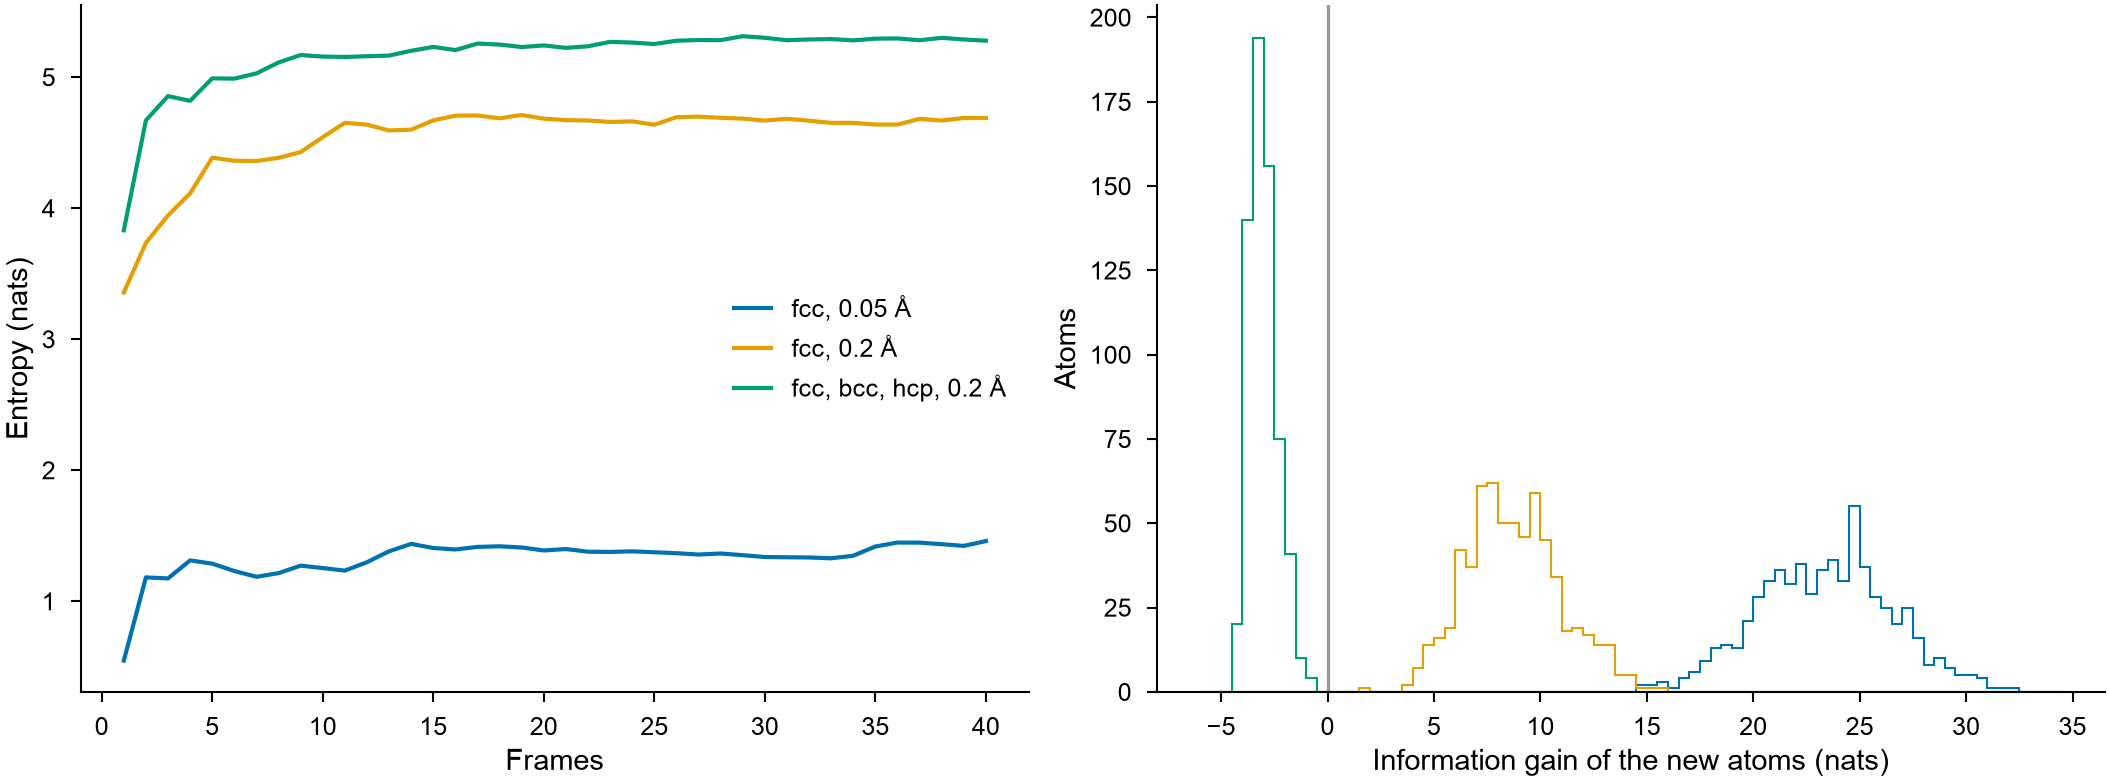 Entropy (nats)
5
4
3
2
1
fcc, 0.05 Å
fcc, 0.2 Å
fcc, bcc, hcp, 0.2 Å
0 5 10 15 20 25 30 35 40
Frames
Atoms
200
175
150
125
100
75
50
25
0
−5 0 5 10 15 20 25 30 35
Information gain of the new atoms (nats)